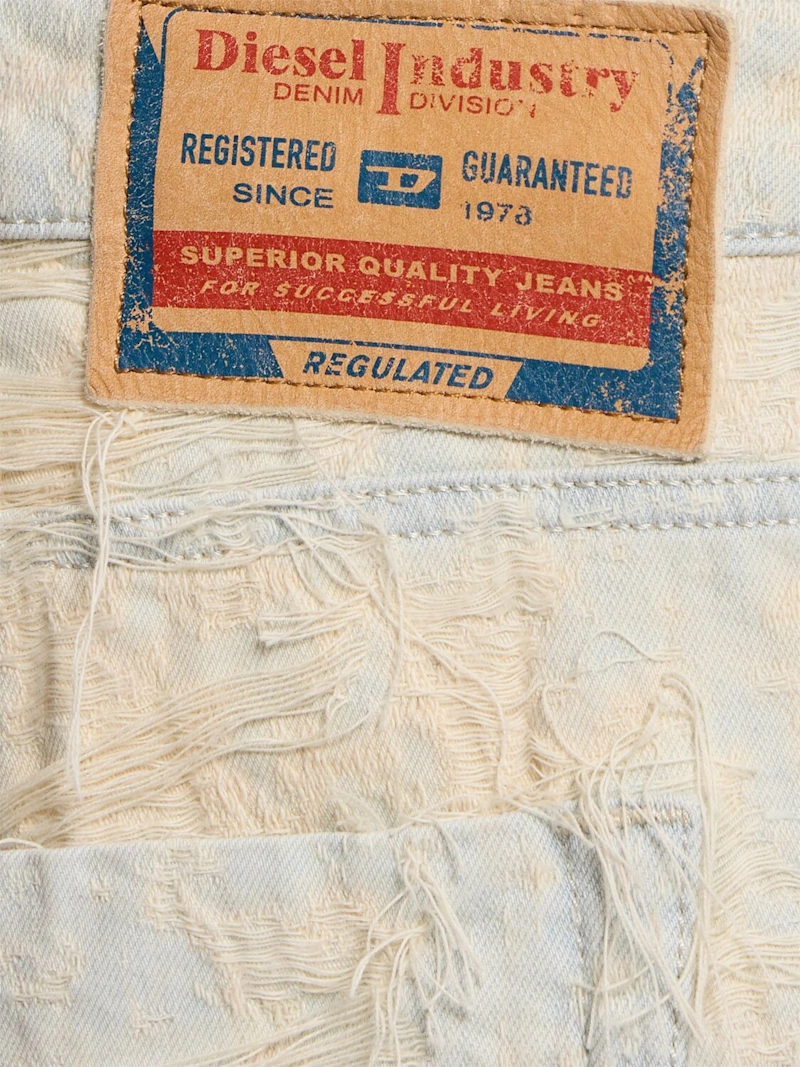 Diesel Industry
DENIM DIVISION
REGISTERED D GUARANTEED
SINCE 1978
SUPERIOR QUALITY JEANS
FOR SUCCESSFUL LIVING
REGULATED